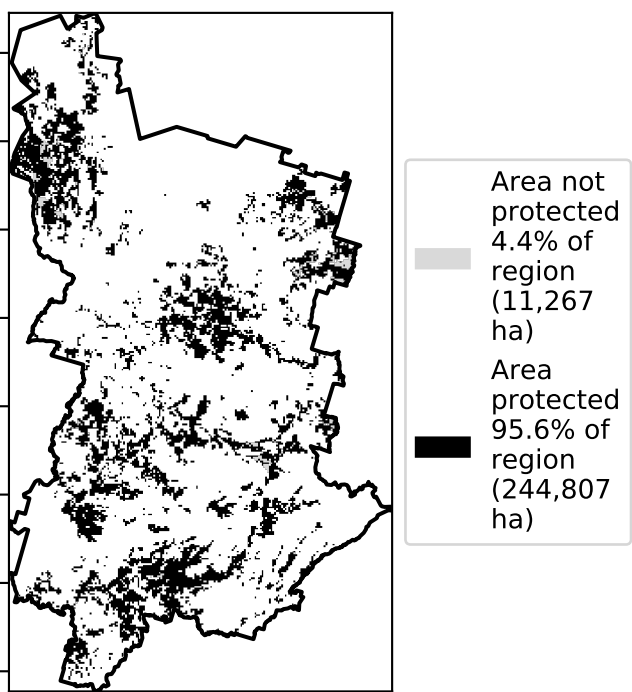 Area not
protected
4.4% of
region
(11,267
ha)
Area
protected
95.6% of
region
(244,807
ha)